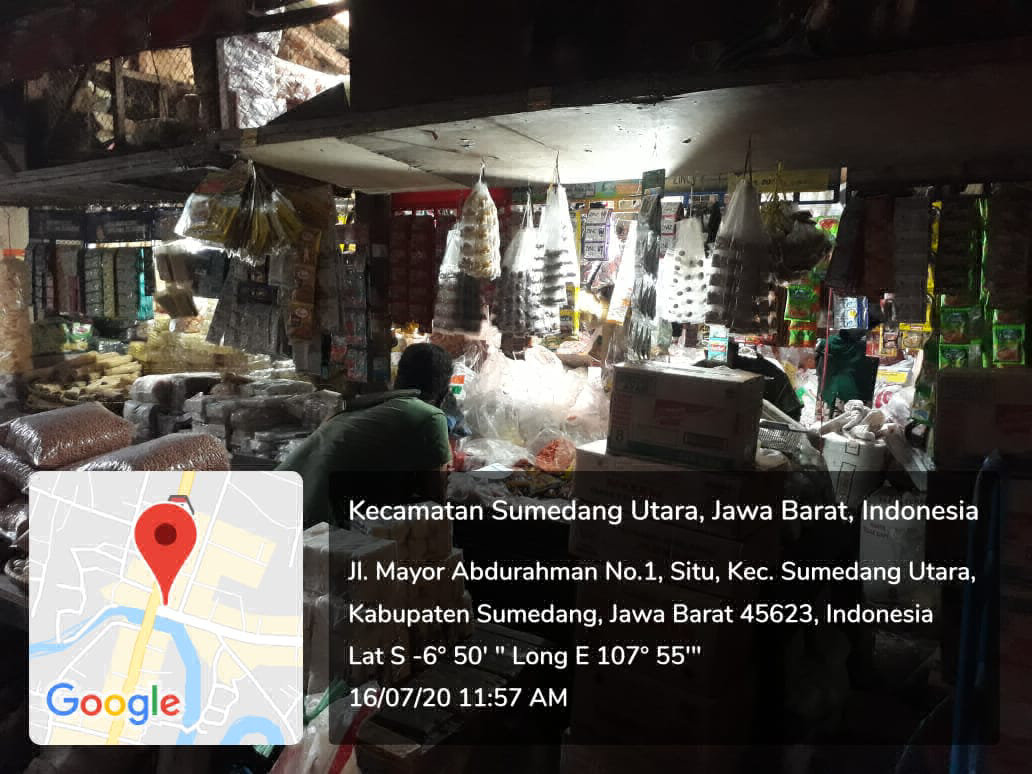 Kecamatan Sumedang Utara, Jawa Barat, Indonesia
Jl. Mayor Abdurahman No.1, Situ, Kec. Sumedang Utara,
Kabupaten Sumedang, Jawa Barat 45623, Indonesia
Lat S -6° 50' " Long E 107° 55'"
16/07/20 11:57 AM
Google